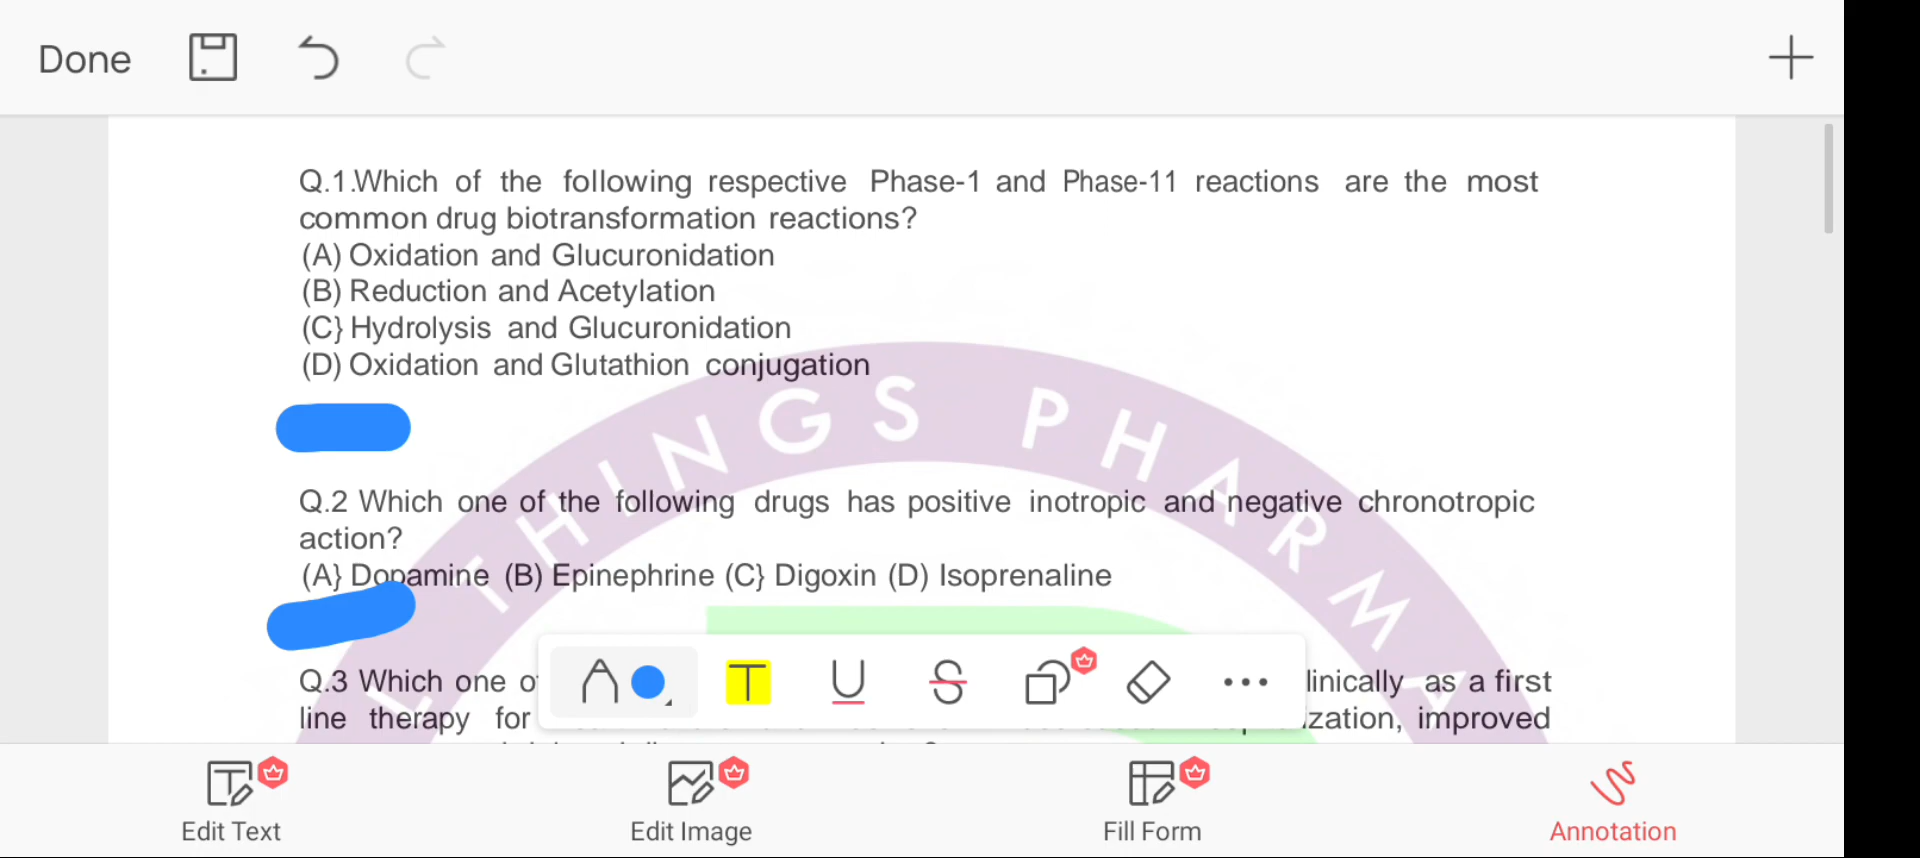 Done
Q.1.Which of the following respective Phase-1 and Phase-11 reactions are the most
common drug biotransformation reactions?
(A) Oxidation and Glucuronidation
(B) Reduction and Acetylation
(C} Hydrolysis and Glucuronidation
(D) Oxidation and Glutathion conjugation
L THINGS PHARMA
Q.2 Which one of the following drugs has positive inotropic and negative chronotropic
action?
(A} Dopamine (B) Epinephrine (C} Digoxin (D) Isoprenaline
Q.3 Which one linically as a first
line therapy for ization, improved
Edit Text
Edit Image
Fill Form
Annotation